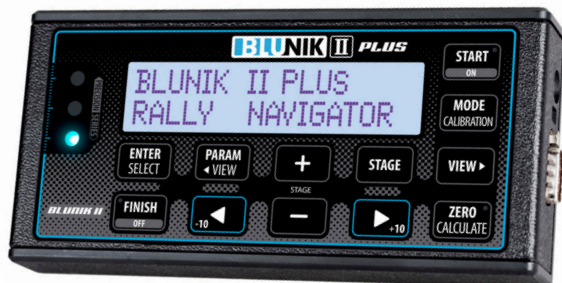 BLUNIK II PLUS
START
ON
BLUNIK II PLUS
RALLY NAVIGATOR
MODE
CALIBRATION
ENTER
SELECT
PARAM
◂ VIEW
+
STAGE
VIEW ▸
STAGE
BLUNIK II
FINISH
OFF
-10 ◀
−
▶ +10
ZERO
CALCULATE